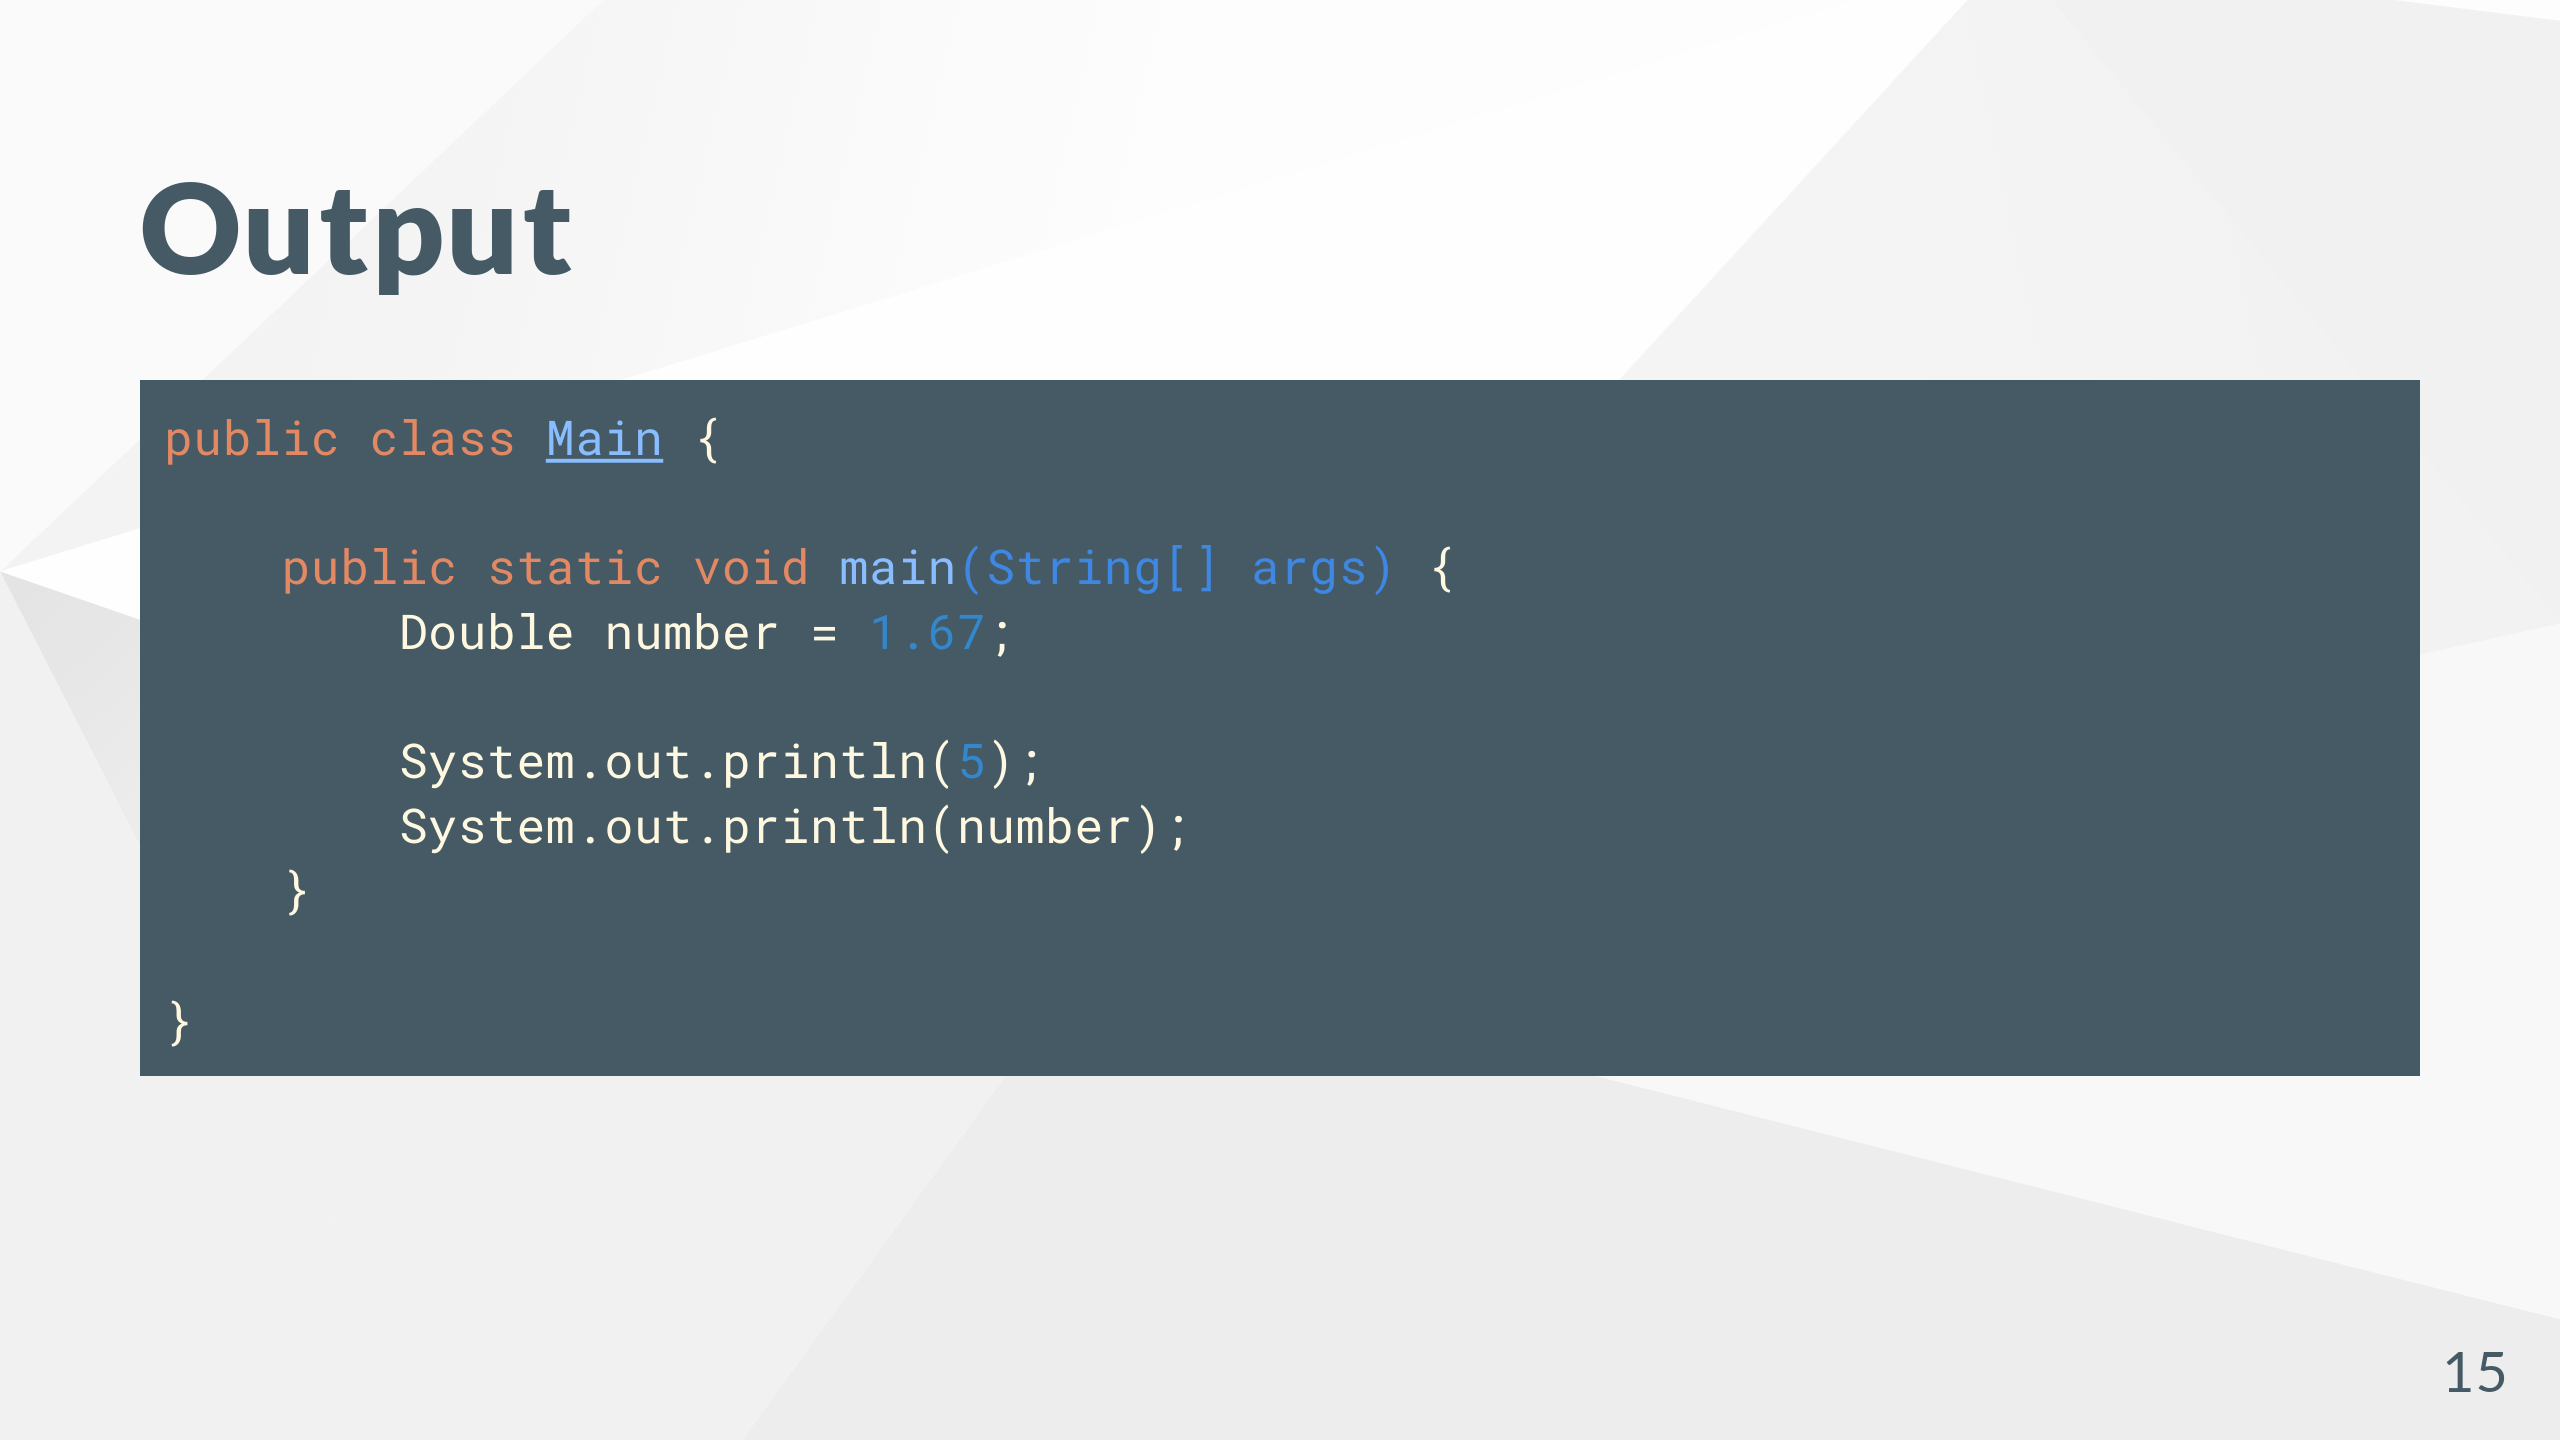 Output
public class Main {
    public static void main(String[] args) {
        Double number = 1.67;
        System.out.println(5);
        System.out.println(number);
    }
}
15